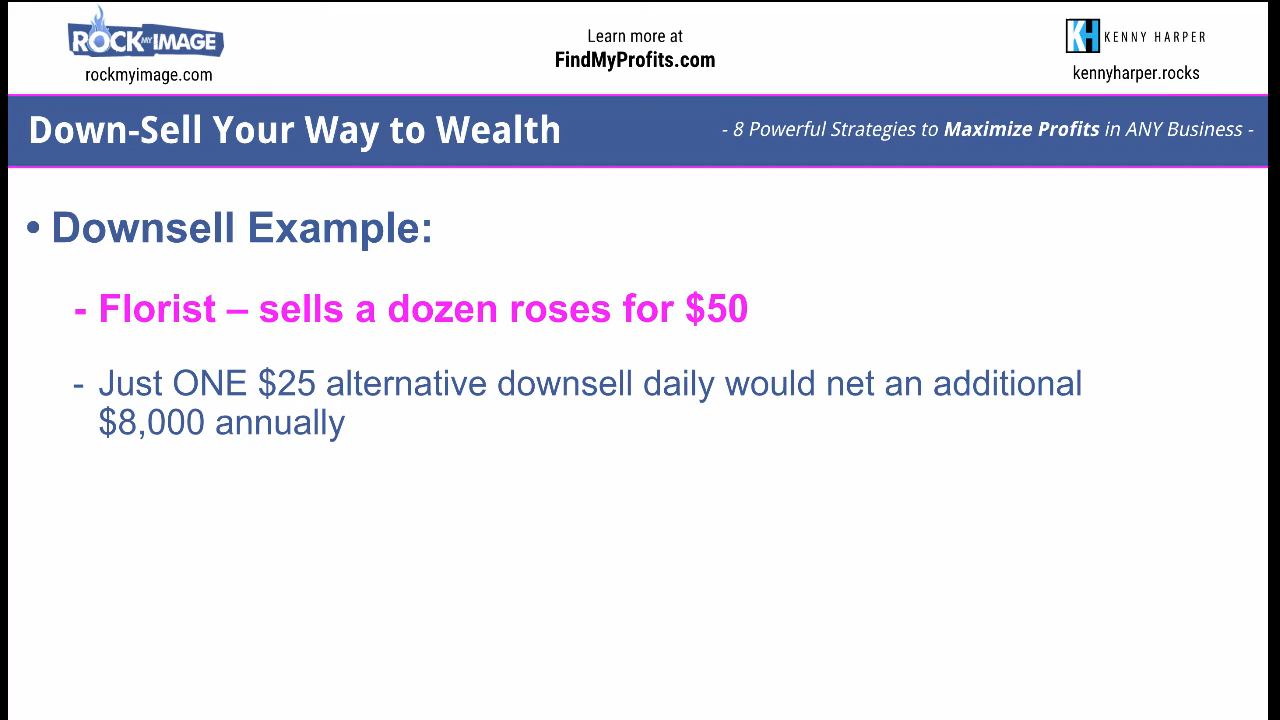 ROCK MY IMAGE
rockmyimage.com
Learn more at
FindMyProfits.com
KH KENNY HARPER
kennyharper.rocks
Down-Sell Your Way to Wealth
- 8 Powerful Strategies to Maximize Profits in ANY Business -
• Downsell Example:
- Florist – sells a dozen roses for $50
- Just ONE $25 alternative downsell daily would net an additional
$8,000 annually